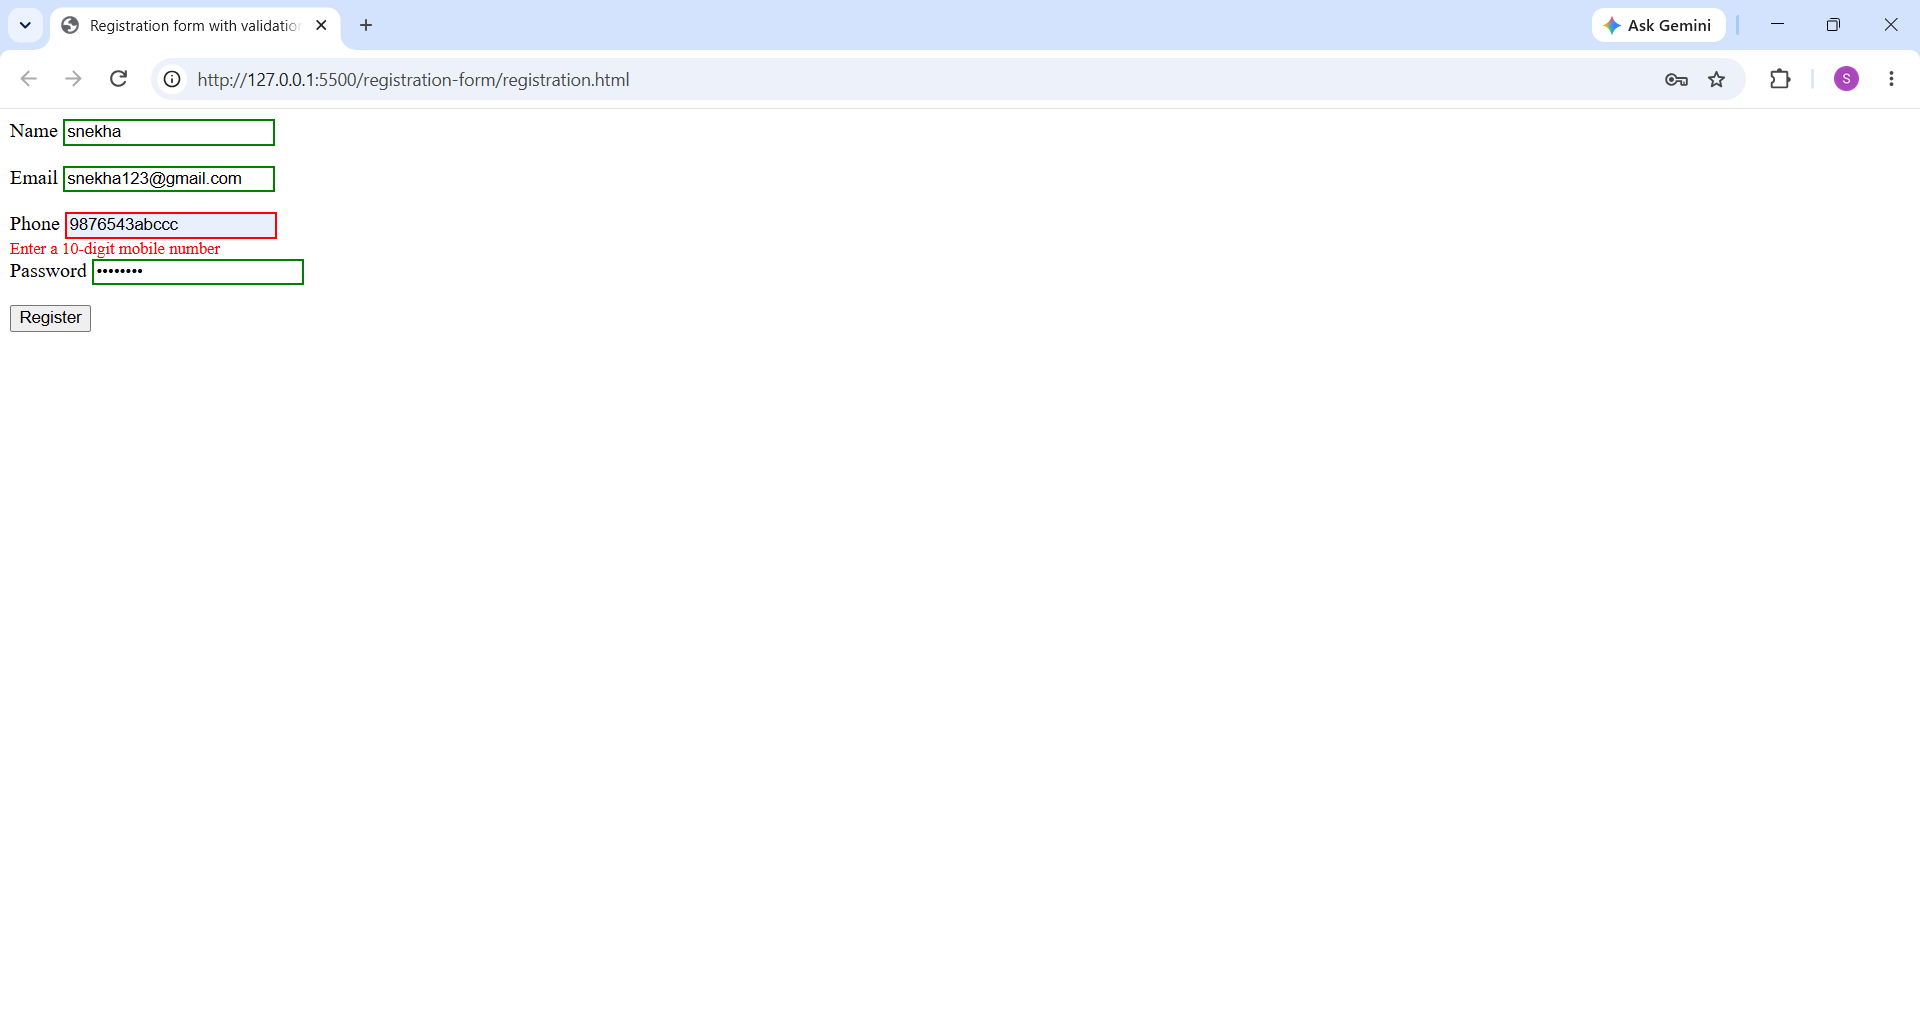 Registration form with validatio
Ask Gemini
http://127.0.0.1:5500/registration-form/registration.html
S
Name snekha
Email snekha123@gmail.com
Phone 9876543abccc
Enter a 10-digit mobile number
Password ••••••••
Register